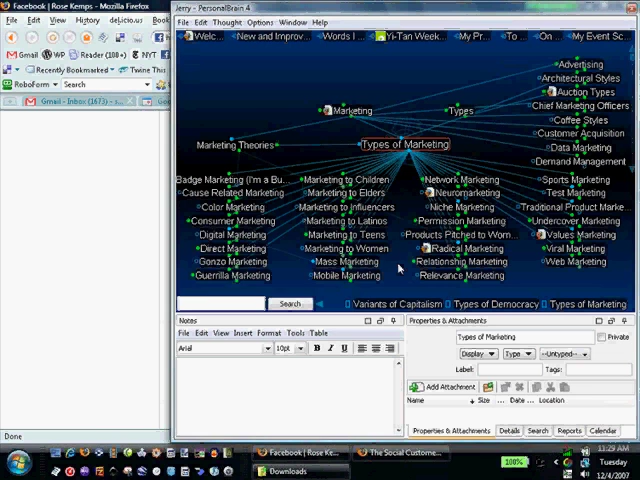 Facebook | Rose Kemps - Mozilla Firefox
File Edit View History del.icio.us
Gmail W WP Reader (100+) NYT
Recently Bookmarked Twine This
RoboForm Search
Gmail - Inbox (1673) - s...
Done
Jerry - PersonalBrain 4
File Edit Thought Options Window Help
Welc... New and Improv... Words I ... Yi-Tan Week... My Pr... To ... On ... My Event Sc
Advertising
Architectural Styles
Auction Types
Chief Marketing Officers
Coffee Styles
Customer Acquisition
Data Marketing
Demand Management
Marketing Types
Marketing Theories Types of Marketing
Badge Marketing (I'm a Bu... Marketing to Children Network Marketing Sports Marketing
Cause Related Marketing Marketing to Elders Neuromarketing Test Marketing
Color Marketing Marketing to Influencers Niche Marketing Traditional Product Marke...
Consumer Marketing Marketing to Latinos Permission Marketing Undercover Marketing
Digital Marketing Marketing to Teens Products Pitched to Wom... Values Marketing
Direct Marketing Marketing to Women Radical Marketing Viral Marketing
Gonzo Marketing Mass Marketing Relationship Marketing Web Marketing
Guerrilla Marketing Mobile Marketing Relevance Marketing
Search Variants of Capitalism Types of Democracy Types of Marketing
Notes
File Edit View Insert Format Tools Table
Arial 10pt B I U
Properties & Attachments
Types of Marketing Private
Display Type --Untyped--
Label: Tags:
Add Attachment
Name Size ... Date ... Location
Properties & Attachments Details Search Reports Calendar
Facebook | Rose Ke... The Social Custome...
Downloads
100%
11:29 AM
Tuesday
12/4/2007